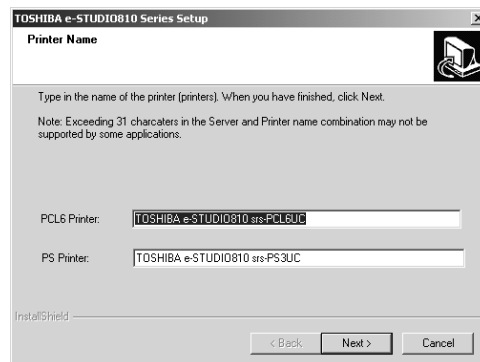 TOSHIBA e-STUDIO810 Series Setup
Printer Name
Type in the name of the printer (printers). When you have finished, click Next.
Note: Exceeding 31 charcaters in the Server and Printer name combination may not be
supported by some applications.
PCL6 Printer: TOSHIBA e-STUDIO810 srs-PCL6UC
PS Printer: TOSHIBA e-STUDIO810 srs-PS3UC
InstallShield
< Back Next > Cancel